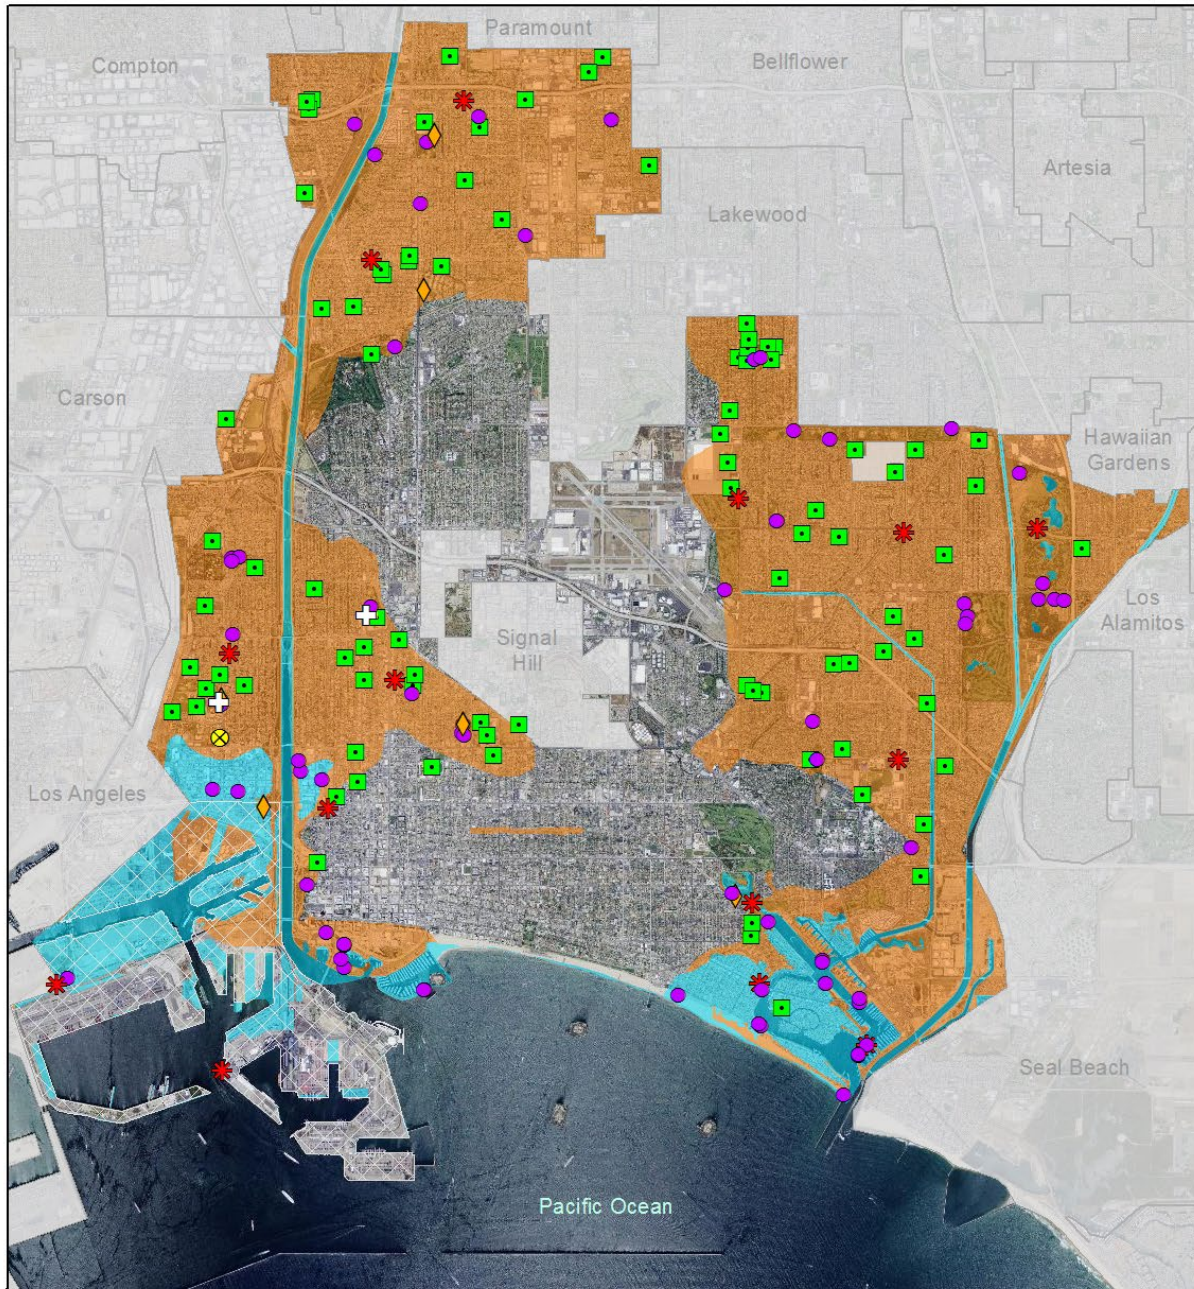 Paramount
Compton
Bellflower
Artesia
Lakewood
Carson
Hawaiian
Gardens
Los
Alamitos
Signal
Hill
Los Angeles
Seal Beach
Pacific Ocean